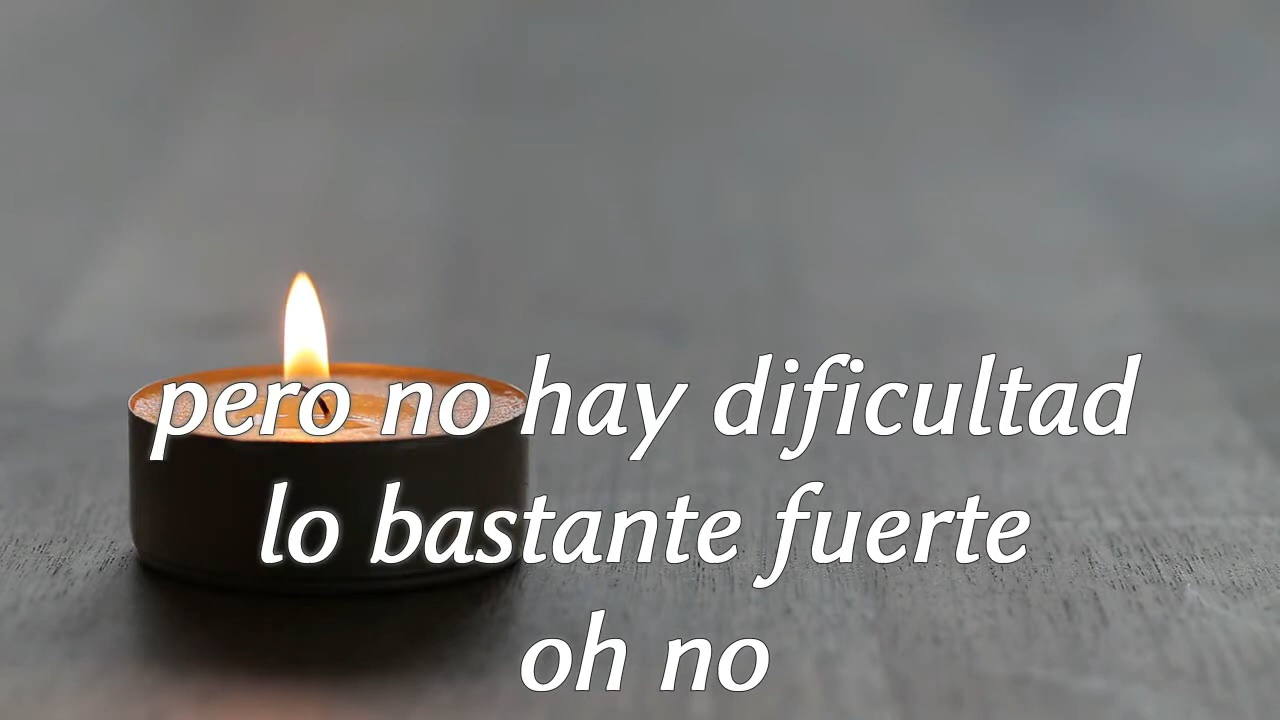 pero no hay dificultad
lo bastante fuerte
oh no